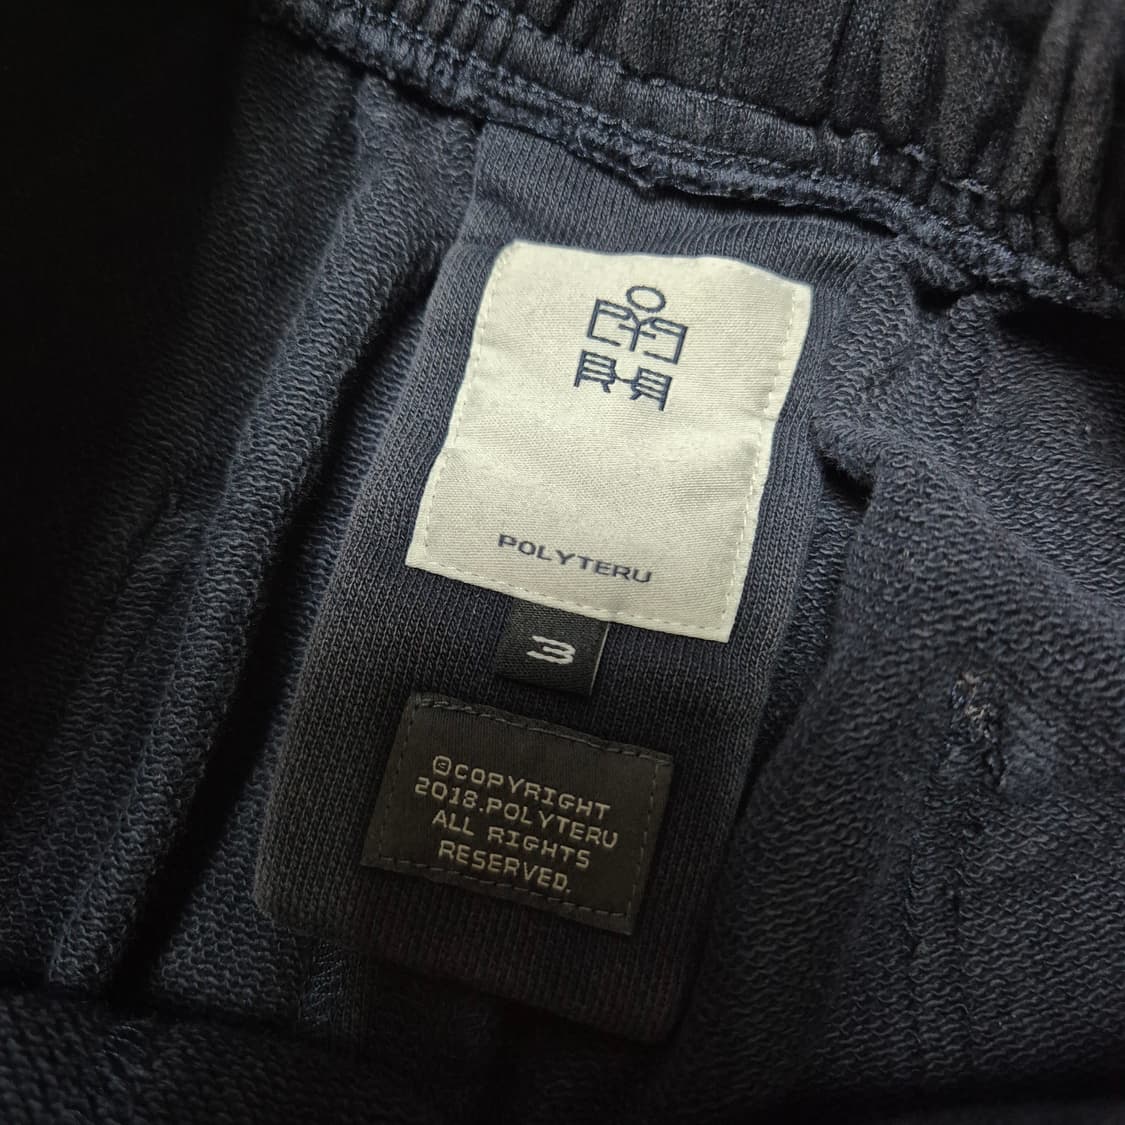 POLYTERU
3
©COPYRIGHT
2018.POLYTERU
ALL RIGHTS
RESERVED.